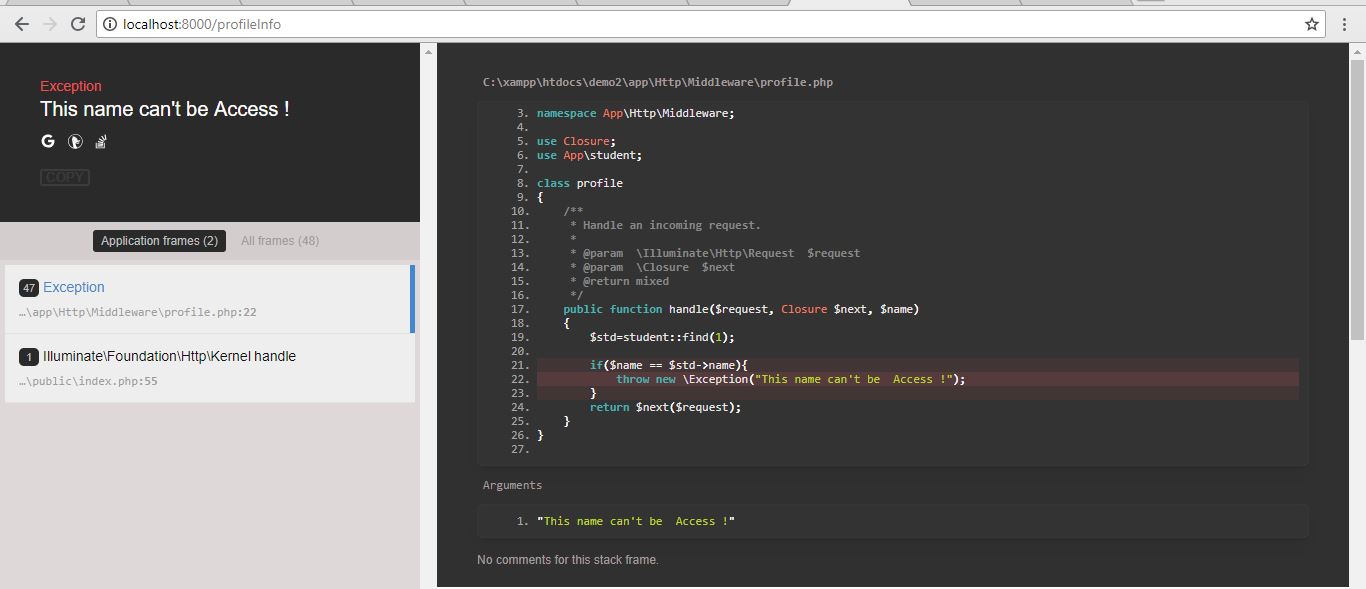 localhost:8000/profileInfo
Exception
This name can't be Access !
G
COPY
Application frames (2) All frames (48)
47 Exception
…\app\Http\Middleware\profile.php:22
1 Illuminate\Foundation\Http\Kernel handle
…\public\index.php:55
C:\xampp\htdocs\demo2\app\Http\Middleware\profile.php
3. namespace App\Http\Middleware;
4.
5. use Closure;
6. use App\student;
7.
8. class profile
9. {
10.     /**
11.      * Handle an incoming request.
12.      *
13.      * @param  \Illuminate\Http\Request  $request
14.      * @param  \Closure  $next
15.      * @return mixed
16.      */
17.     public function handle($request, Closure $next, $name)
18.     {
19.         $std=student::find(1);
20.
21.         if($name == $std->name){
22.             throw new \Exception("This name can't be  Access !");
23.         }
24.         return $next($request);
25.     }
26. }
27.
Arguments
1. "This name can't be  Access !"
No comments for this stack frame.